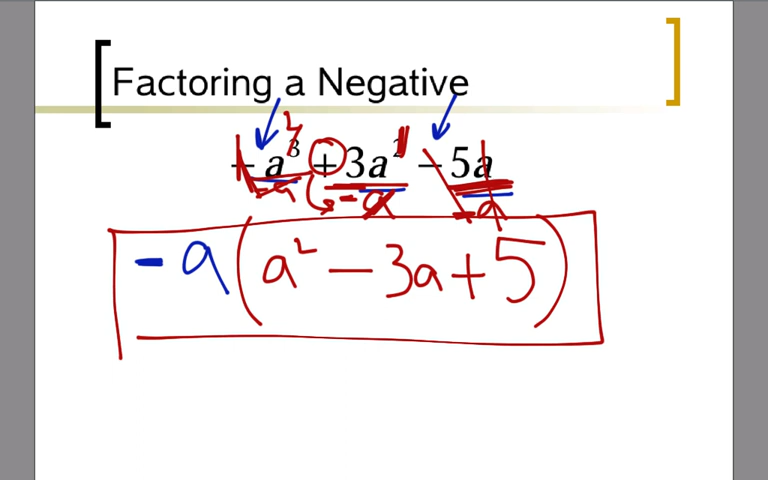 Factoring a Negative
− a³ + 3a² − 5a
−a −a −a
− a(a² − 3a + 5)